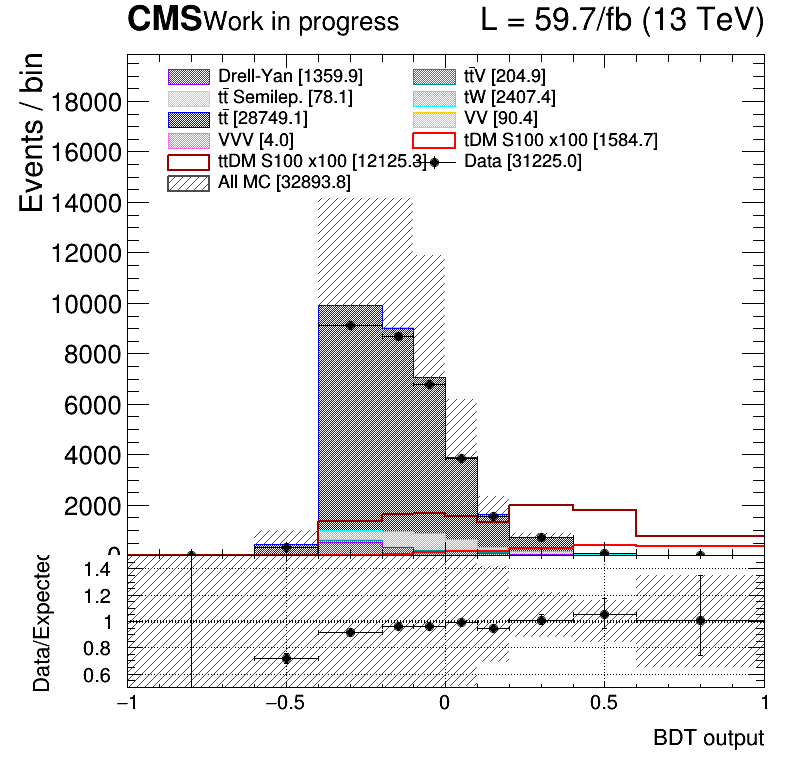 CMS Work in progress L = 59.7/fb (13 TeV)
Events / bin
Drell-Yan [1359.9] tt̄V [204.9]
tt̄ Semilep. [78.1] tW [2407.4]
tt̄ [28749.1] VV [90.4]
VVV [4.0] tDM S100 x100 [1584.7]
ttDM S100 x100 [12125.3] Data [31225.0]
All MC [32893.8]
18000
16000
14000
12000
10000
8000
6000
4000
2000
0
Data/Expected
1.4
1.2
1
0.8
0.6
−1 −0.5 0 0.5 1
BDT output